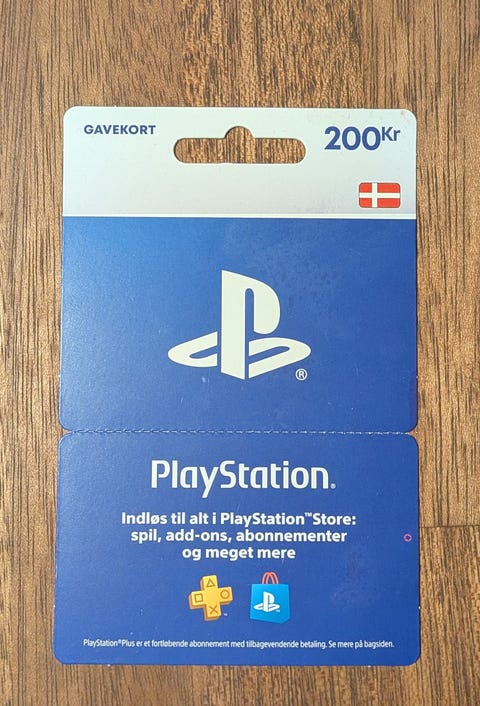 GAVEKORT
200Kr
®
PlayStation®
Indløs til alt i PlayStation™Store:
spil, add-ons, abonnementer
og meget mere
PlayStation®Plus er et fortløbende abonnement med tilbagevendende betaling. Se mere på bagsiden.